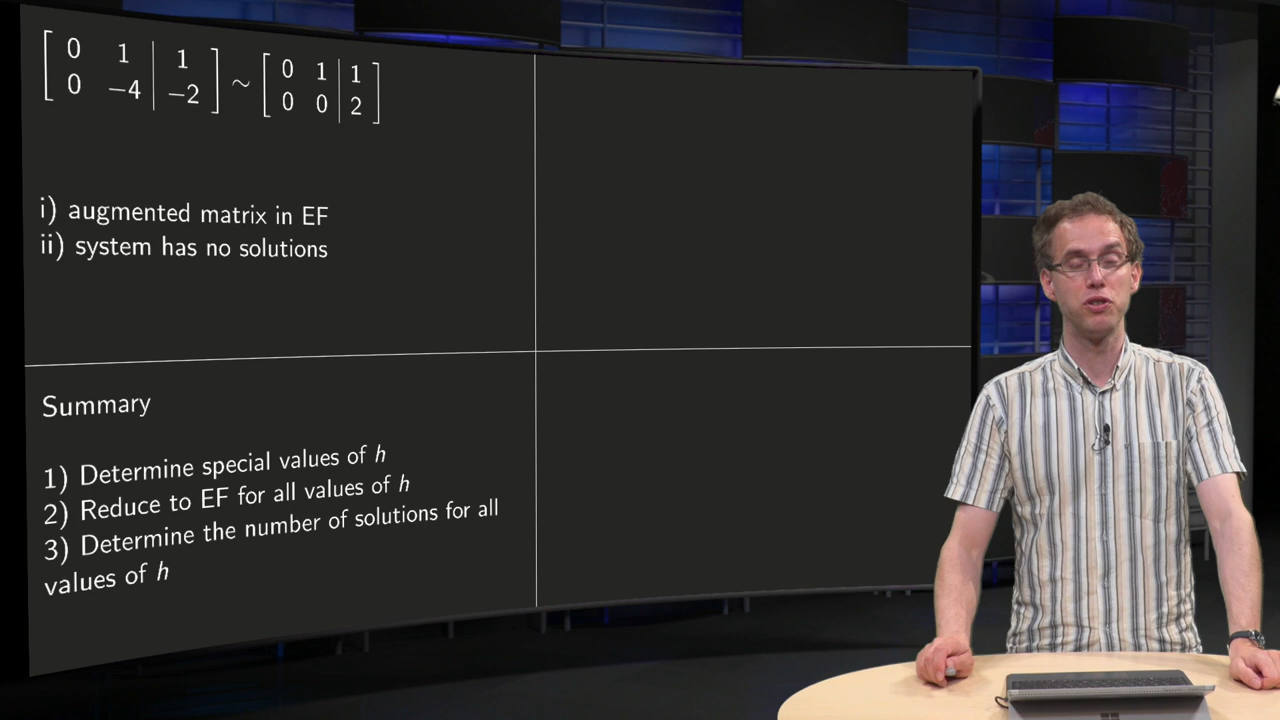 [ 0 1 | 1 ] ~ [ 0 1 | 1 ]
[ 0 −4 | −2 ] [ 0 0 | 2 ]
i) augmented matrix in EF
ii) system has no solutions
Summary
1) Determine special values of h
2) Reduce to EF for all values of h
3) Determine the number of solutions for all
values of h